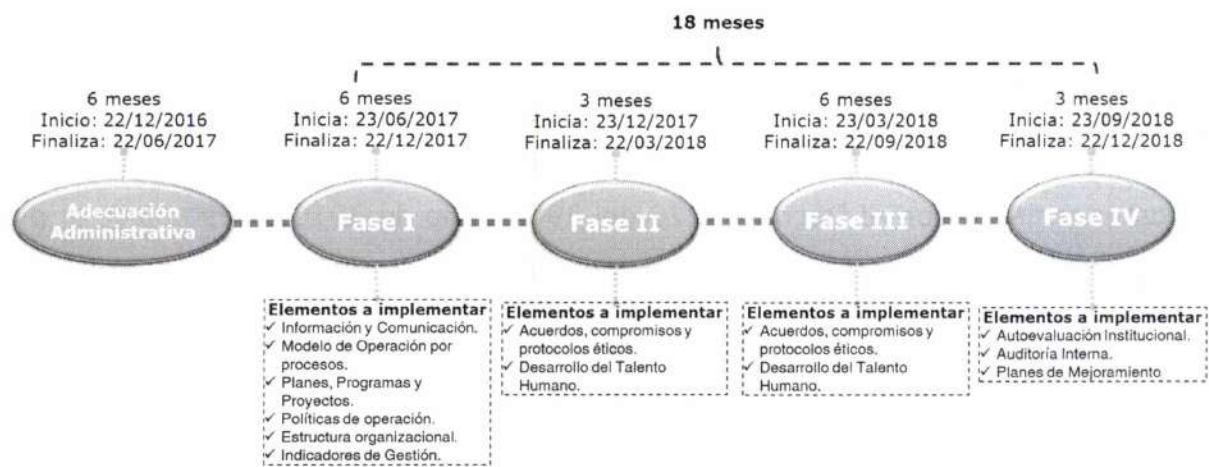 18 meses
6 meses
Inicio: 22/12/2016
Finaliza: 22/06/2017
6 meses
Inicia: 23/06/2017
Finaliza: 22/12/2017
3 meses
Inicia: 23/12/2017
Finaliza: 22/03/2018
6 meses
Inicia: 23/03/2018
Finaliza: 22/09/2018
3 meses
Inicia: 23/09/2018
Finaliza: 22/12/2018
Adecuación
Administrativa
Fase I
Fase II
Fase III
Fase IV
Elementos a implementar
✓ Información y Comunicación.
✓ Modelo de Operación por
procesos.
✓ Planes, Programas y
Proyectos.
✓ Políticas de operación.
✓ Estructura organizacional.
✓ Indicadores de Gestión.
Elementos a implementar
✓ Acuerdos, compromisos y
protocolos éticos.
✓ Desarrollo del Talento
Humano.
Elementos a implementar
✓ Acuerdos, compromisos y
protocolos éticos.
✓ Desarrollo del Talento
Humano.
Elementos a implementar
✓ Autoevaluación Institucional.
✓ Auditoría Interna.
✓ Planes de Mejoramiento